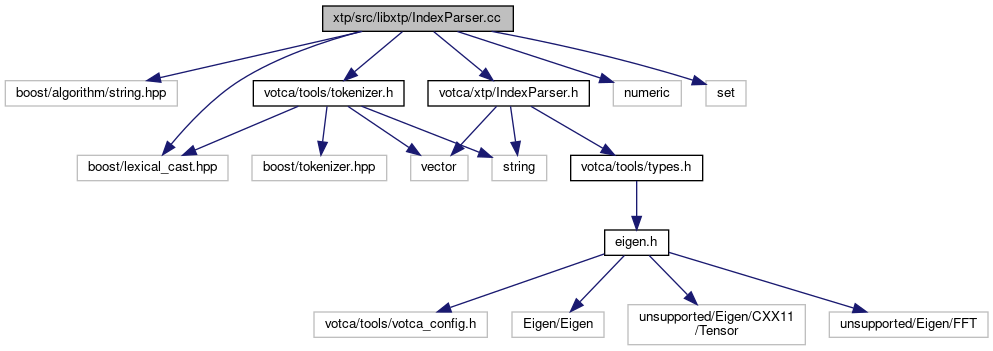 xtp/src/libxtp/IndexParser.cc
boost/algorithm/string.hpp
votca/tools/tokenizer.h
votca/xtp/IndexParser.h
numeric
set
boost/lexical_cast.hpp
boost/tokenizer.hpp
vector
string
votca/tools/types.h
eigen.h
votca/tools/votca_config.h
Eigen/Eigen
unsupported/Eigen/CXX11
/Tensor
unsupported/Eigen/FFT